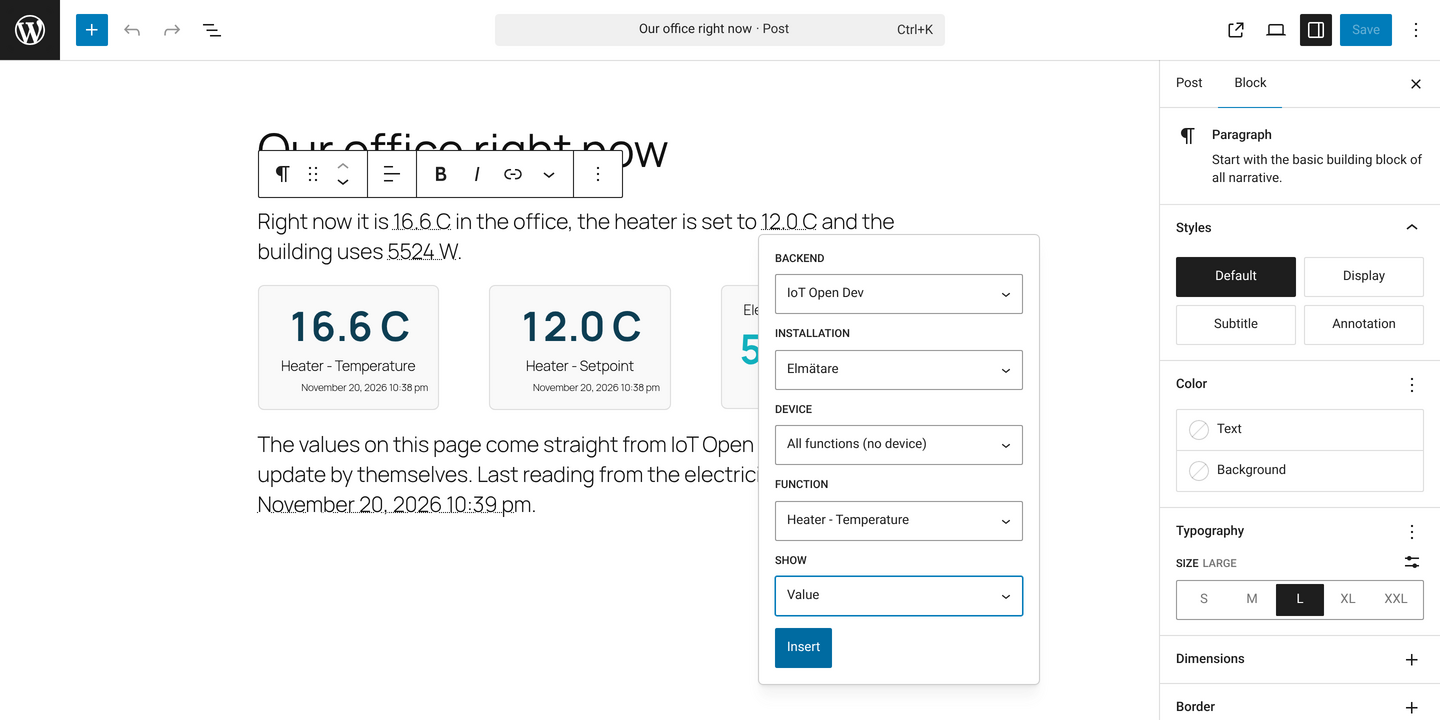 Our office right now · Post
Ctrl+K
Save
Our office right now
B I
Right now it is 16.6 C in the office, the heater is set to 12.0 C and the
building uses 5524 W.
16.6 C
Heater - Temperature
November 20, 2026 10:38 pm
12.0 C
Heater - Setpoint
November 20, 2026 10:38 pm
The values on this page come straight from IoT Open
update by themselves. Last reading from the
November 20, 2026 10:39 pm.
BACKEND
IoT Open Dev
INSTALLATION
Elmätare
DEVICE
All functions (no device)
FUNCTION
Heater - Temperature
SHOW
Value
Insert
Post
Block
Paragraph
Start with the basic building block of
all narrative.
Styles
Default
Display
Subtitle
Annotation
Color
Text
Background
Typography
SIZE LARGE
S M L XL XXL
Dimensions
Border